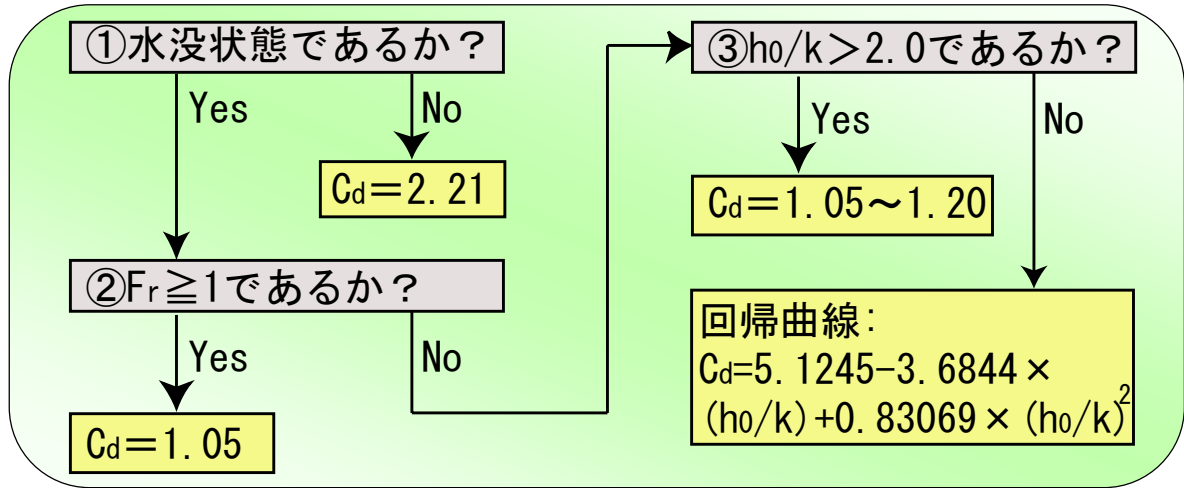 ①水没状態であるか？
Yes
No
Cd＝2.21
②Fr≧1であるか？
Yes
No
Cd＝1.05
③h0/k＞2.0であるか？
Yes
No
Cd＝1.05～1.20
回帰曲線:
Cd=5.1245-3.6844×
(h0/k)+0.83069×(h0/k)²